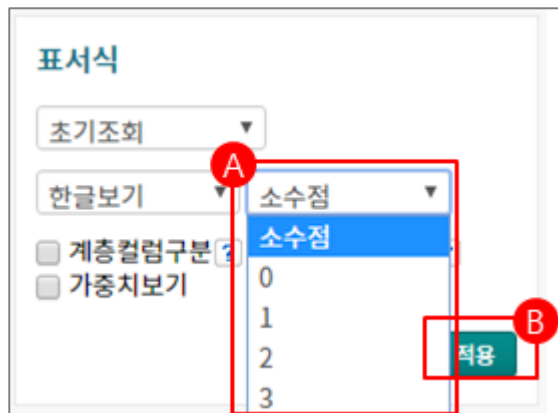 표서식
초기조회 ▼
A
한글보기 ▼ 소수점 ▼
소수점
계층컬럼구분 ?
0
가중치보기
1
B
2
적용
3